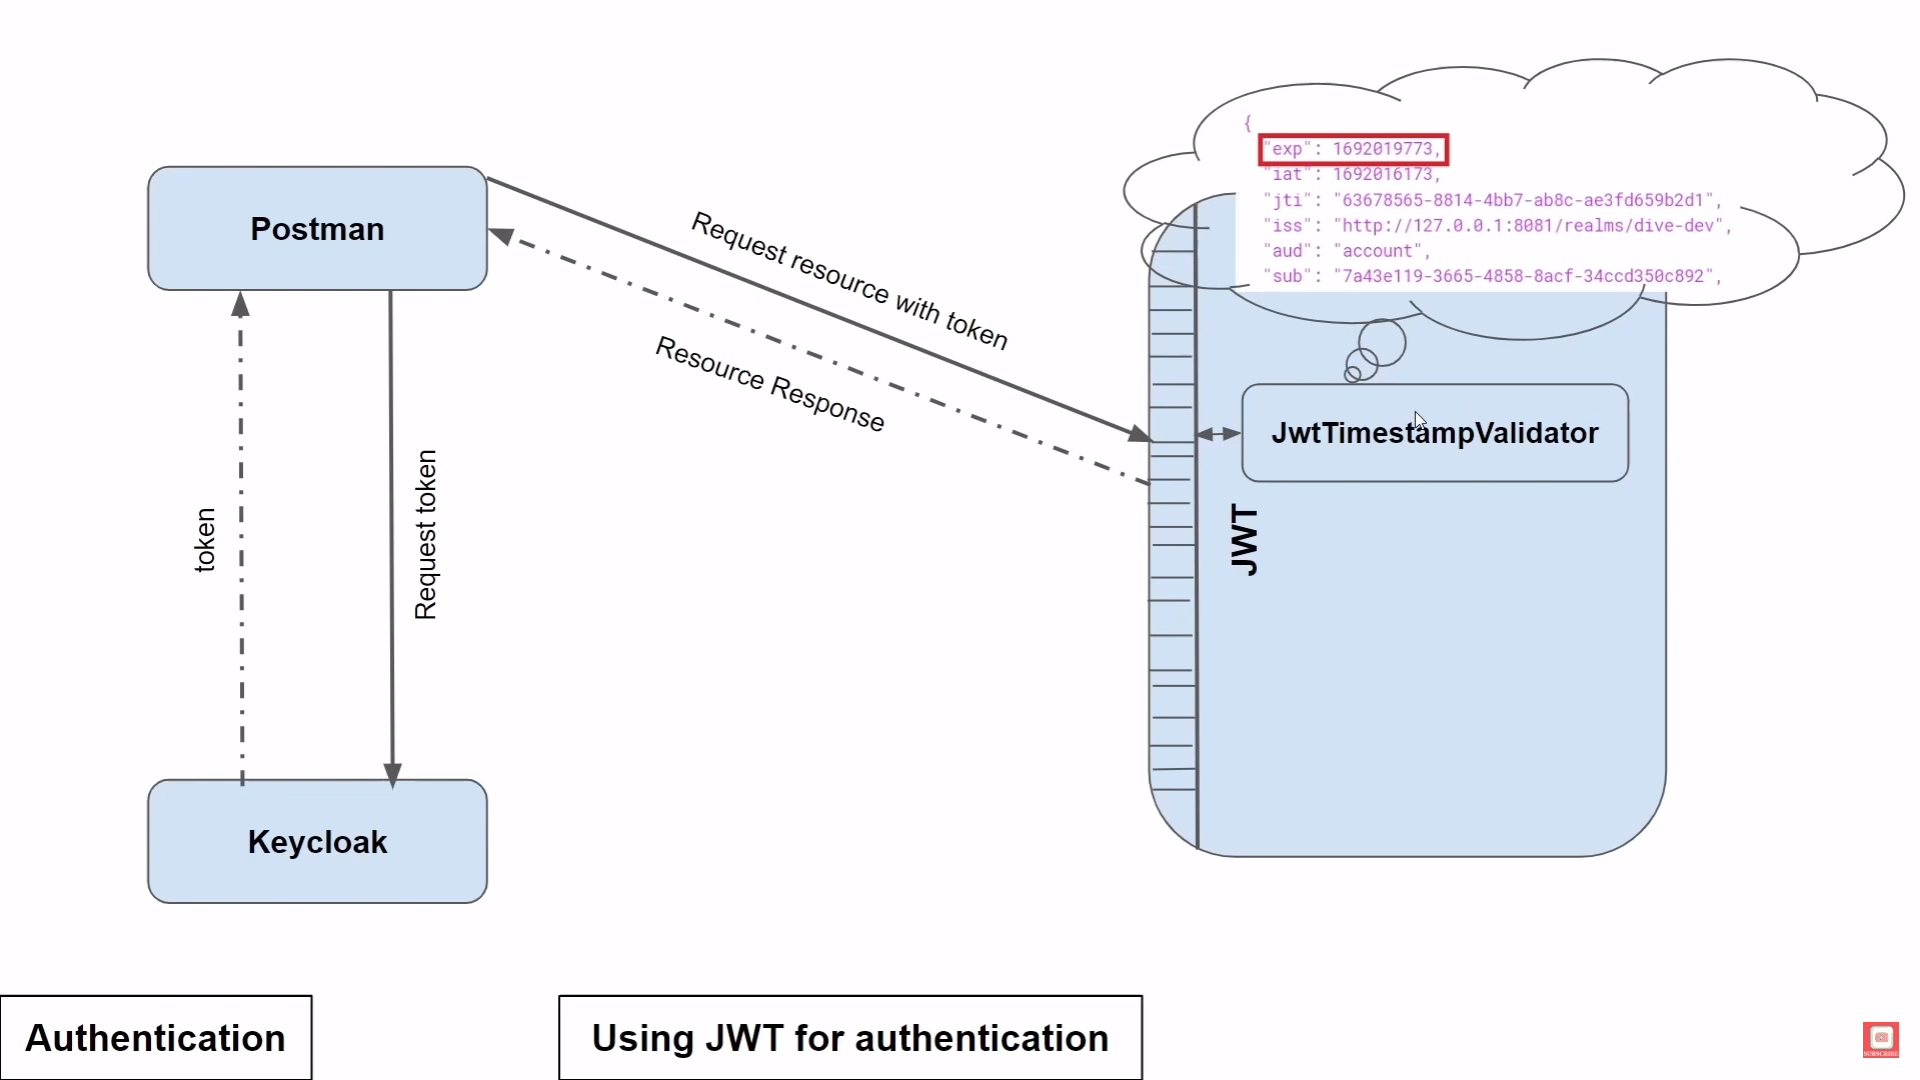 {
"exp": 1692019773,
"iat": 1692016173,
"jti": "63678565-8814-4bb7-ab8c-ae3fd659b2d1",
"iss": "http://127.0.0.1:8081/realms/dive-dev",
"aud": "account",
"sub": "7a43e119-3665-4858-8acf-34ccd350c892",
Postman
Request resource with token
Resource Response
JwtTimestampValidator
JWT
token
Request token
Keycloak
Authentication
Using JWT for authentication
SUBSCRIBE